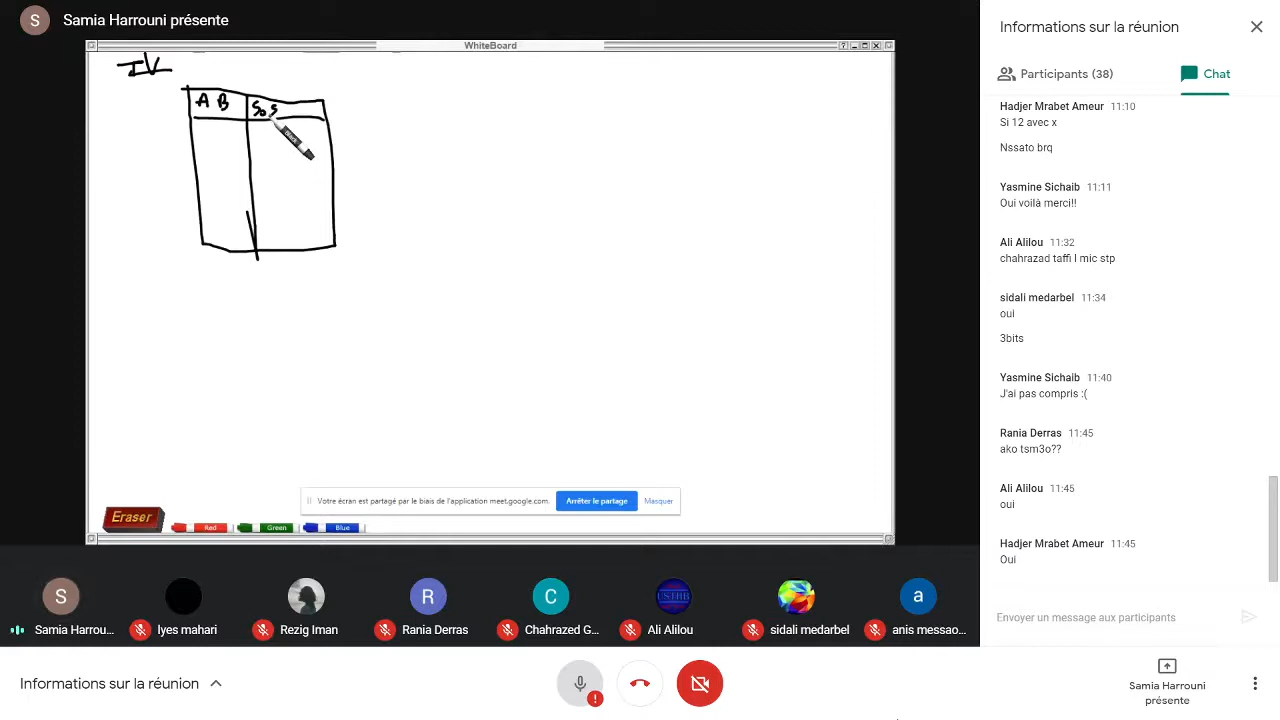 S
Samia Harrouni présente
WhiteBoard
IV
A B
S0 S
Black
Votre écran est partagé par le biais de l'application meet.google.com.
Arrêter le partage
Masquer
Eraser
Red
Green
Blue
S
R
C
USTHB
a
Samia Harrou...
lyes mahari
Rezig Iman
Rania Derras
Chahrazed G...
Ali Alilou
sidali medarbel
anis messao...
Informations sur la réunion
Participants (38)
Chat
Hadjer Mrabet Ameur 11:10
Si 12 avec x
Nssato brq
Yasmine Sichaib 11:11
Oui voilà merci!!
Ali Alilou 11:32
chahrazad taffi l mic stp
sidali medarbel 11:34
oui
3bits
Yasmine Sichaib 11:40
J'ai pas compris :(
Rania Derras 11:45
ako tsm3o??
Ali Alilou 11:45
oui
Hadjer Mrabet Ameur 11:45
Oui
Envoyer un message aux participants
Informations sur la réunion
Samia Harrouni
présente